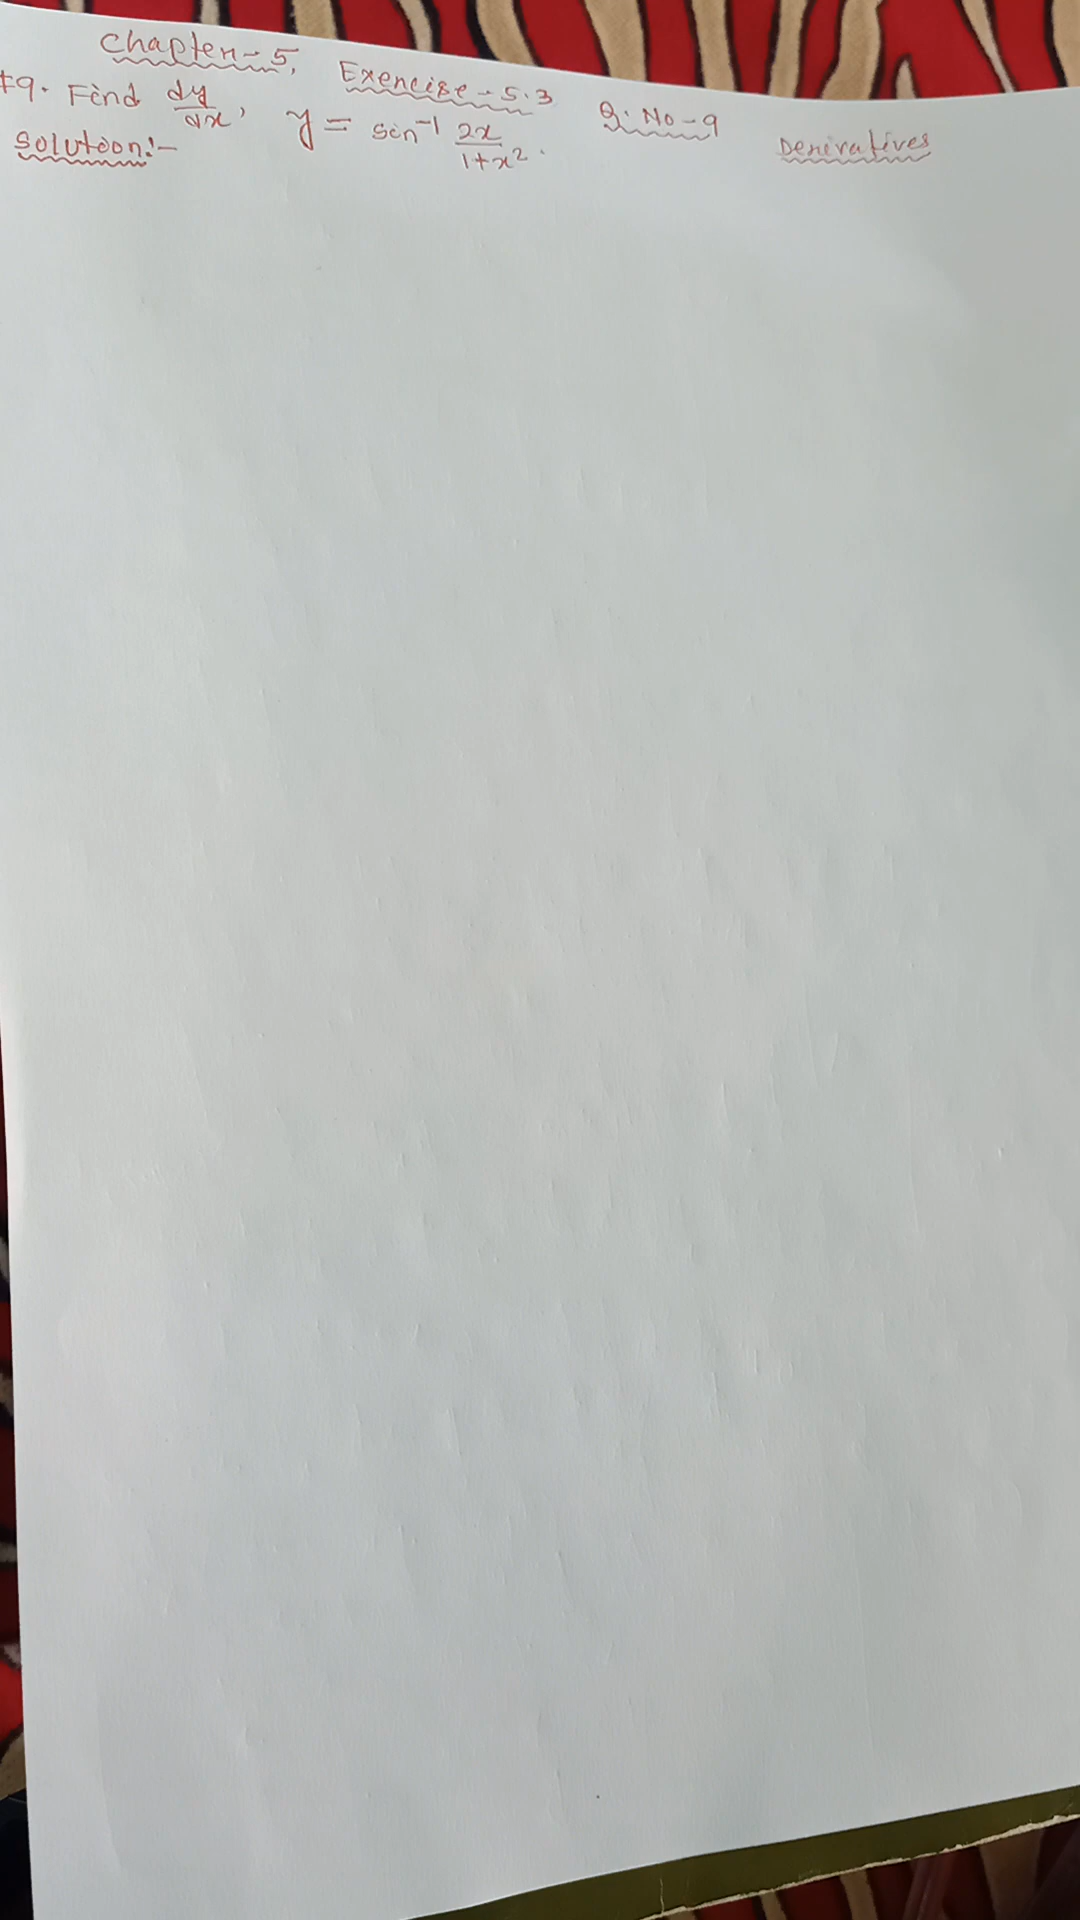 Chapter-5, Exercise-5.3 Q.No-9 Derivatives
#9. Find dy/dx, y = sin⁻¹ 2x/1+x².
Solution:-